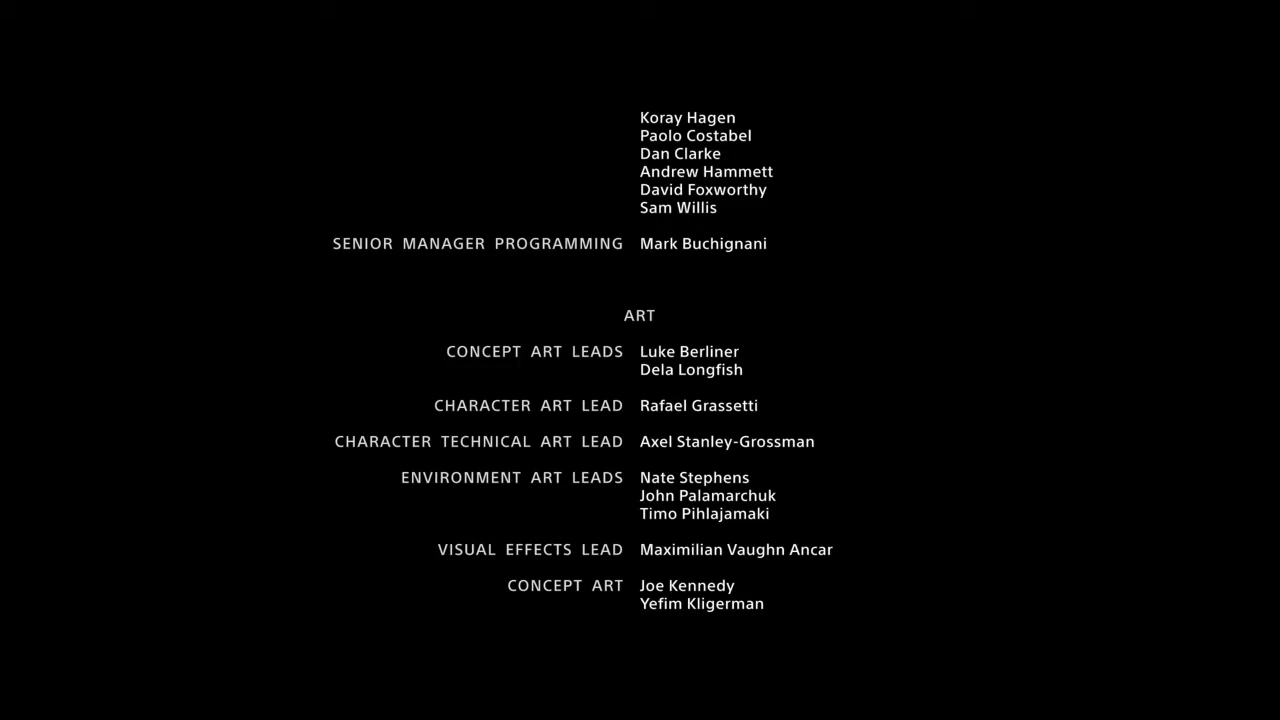 Koray Hagen
Paolo Costabel
Dan Clarke
Andrew Hammett
David Foxworthy
Sam Willis
SENIOR MANAGER PROGRAMMING Mark Buchignani
ART
CONCEPT ART LEADS Luke Berliner
Dela Longfish
CHARACTER ART LEAD Rafael Grassetti
CHARACTER TECHNICAL ART LEAD Axel Stanley-Grossman
ENVIRONMENT ART LEADS Nate Stephens
John Palamarchuk
Timo Pihlajamaki
VISUAL EFFECTS LEAD Maximilian Vaughn Ancar
CONCEPT ART Joe Kennedy
Yefim Kligerman